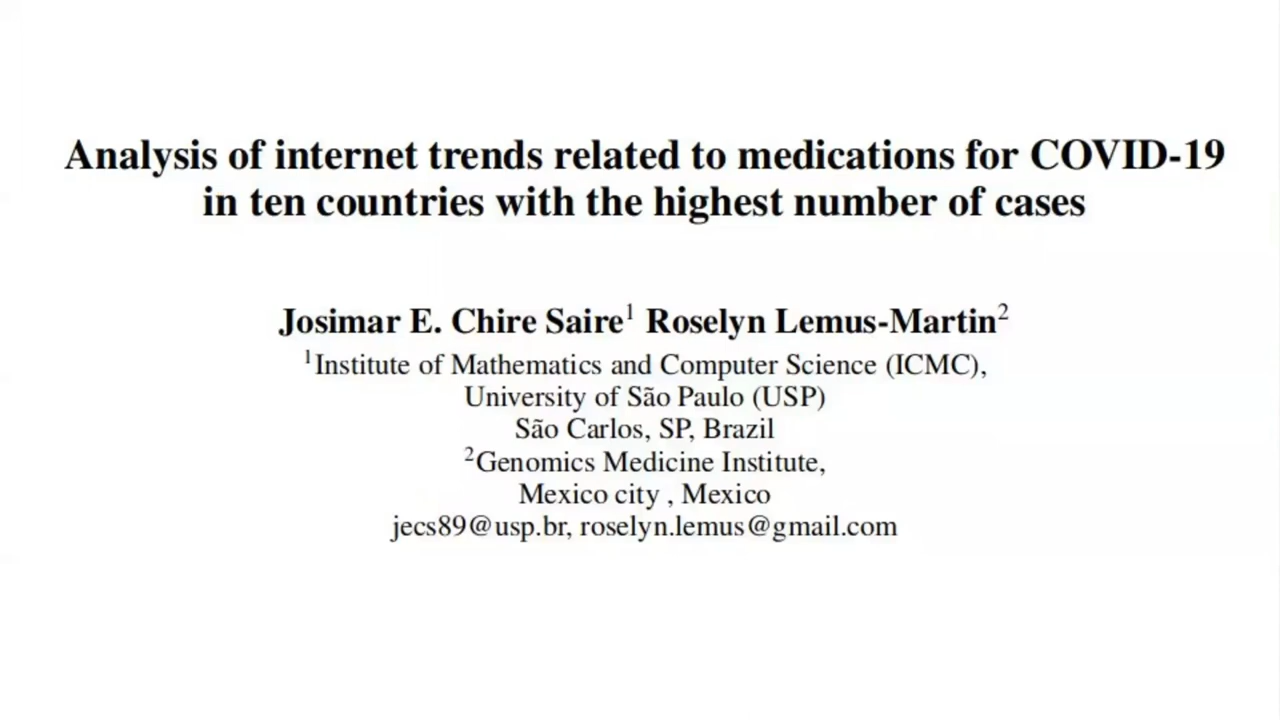 Analysis of internet trends related to medications for COVID-19
in ten countries with the highest number of cases
Josimar E. Chire Saire¹ Roselyn Lemus-Martin²
¹Institute of Mathematics and Computer Science (ICMC),
University of São Paulo (USP)
São Carlos, SP, Brazil
²Genomics Medicine Institute,
Mexico city , Mexico
jecs89@usp.br, roselyn.lemus@gmail.com